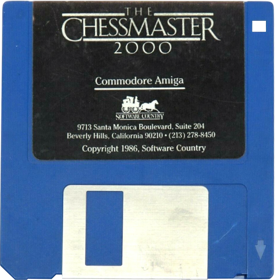 THE
CHESSMASTER
2000
Commodore Amiga
SOFTWARE COUNTRY
9713 Santa Monica Boulevard, Suite 204
Beverly Hills, California 90210 • (213) 278-8450
Copyright 1986, Software Country